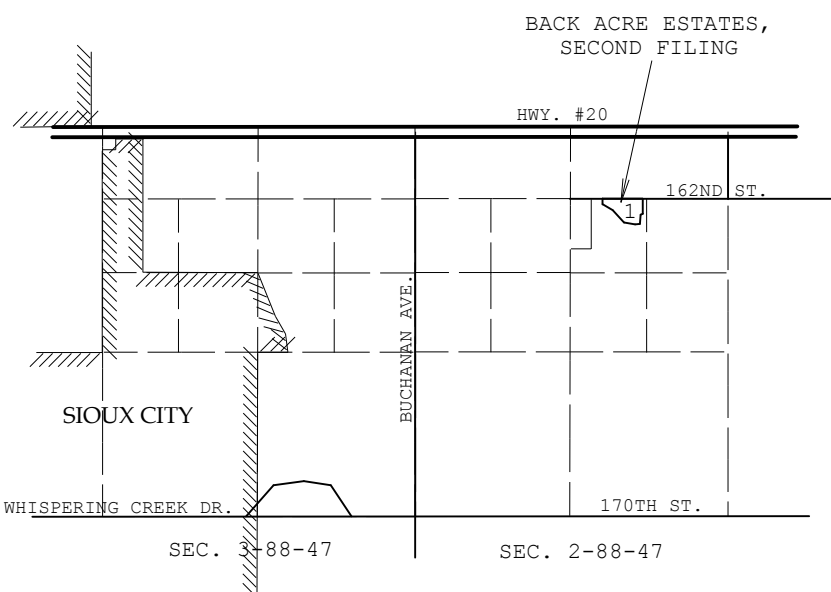 BACK ACRE ESTATES,
SECOND FILING
HWY. #20
162ND ST.
1
BUCHANAN AVE.
SIOUX CITY
WHISPERING CREEK DR.
170TH ST.
SEC. 3-88-47
SEC. 2-88-47